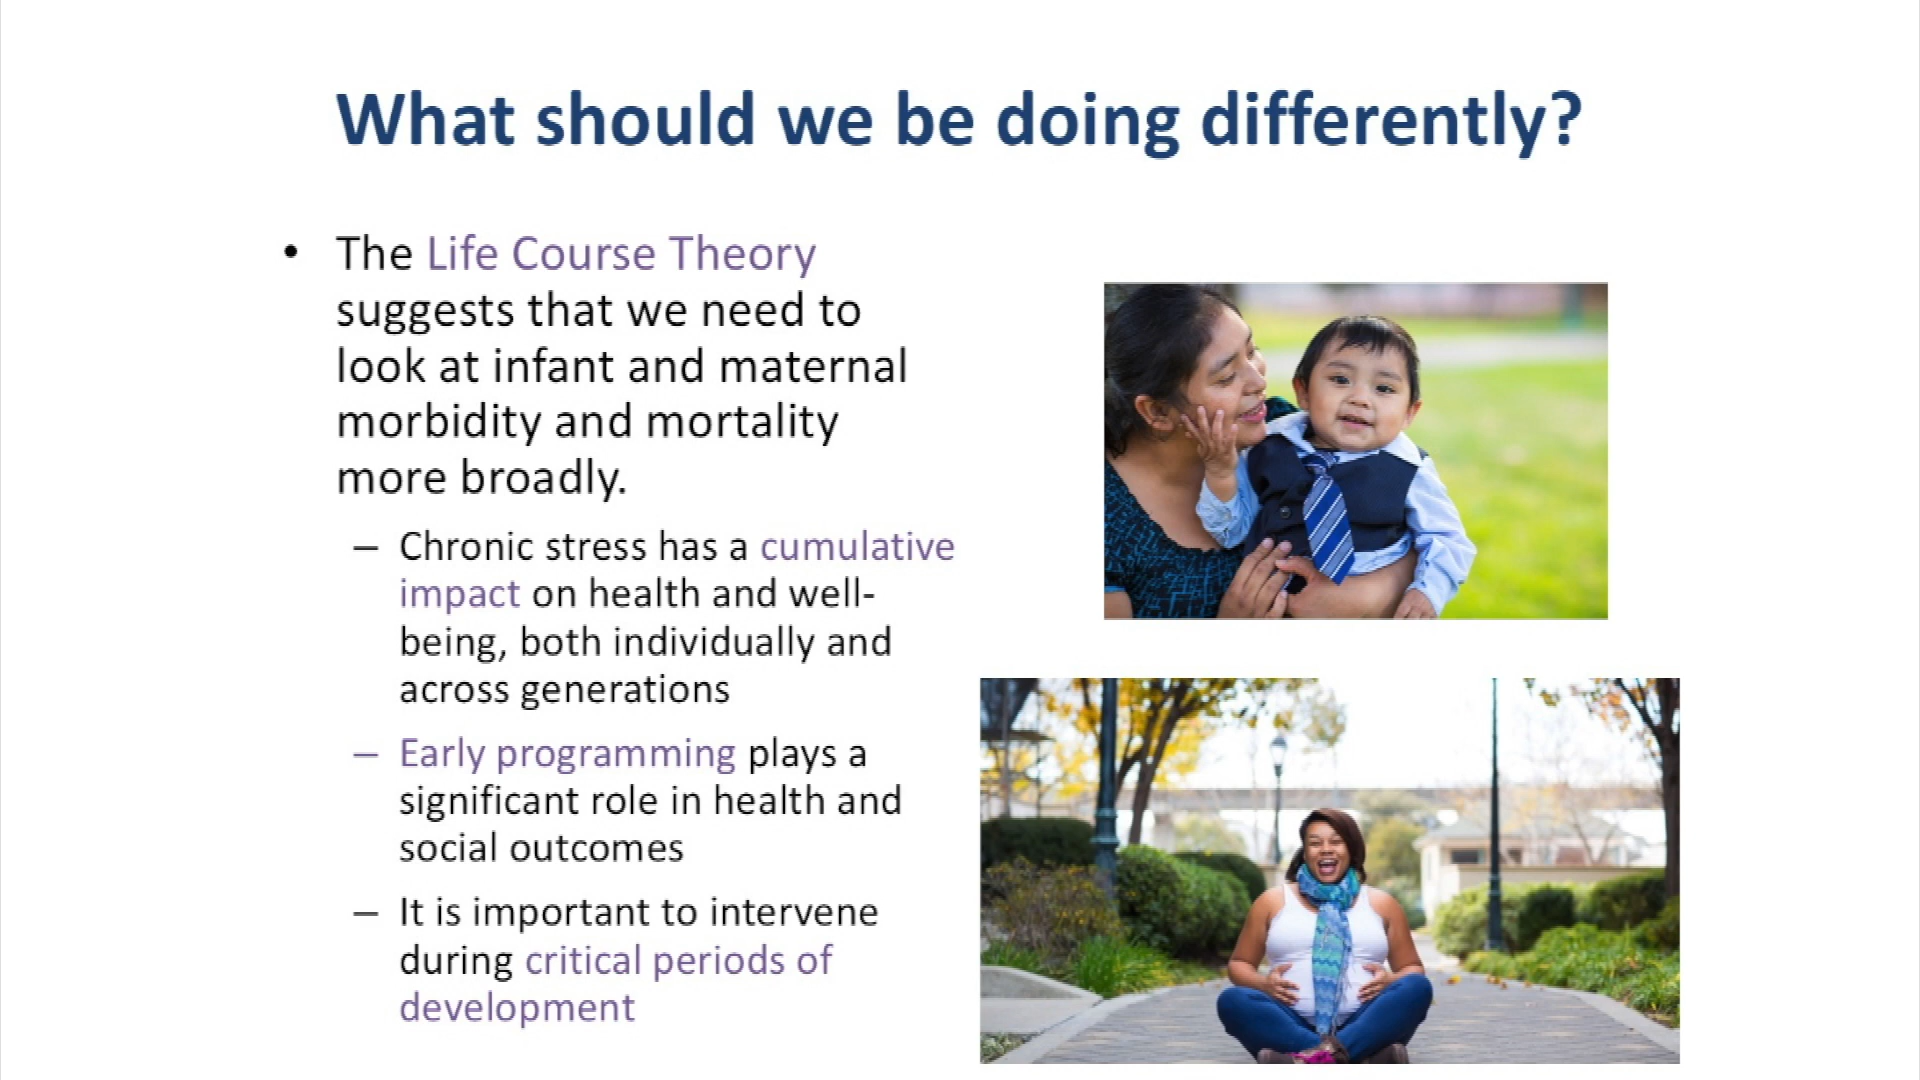 What should we be doing differently?
• The Life Course Theory
suggests that we need to
look at infant and maternal
morbidity and mortality
more broadly.
– Chronic stress has a cumulative
impact on health and well-
being, both individually and
across generations
– Early programming plays a
significant role in health and
social outcomes
– It is important to intervene
during critical periods of
development